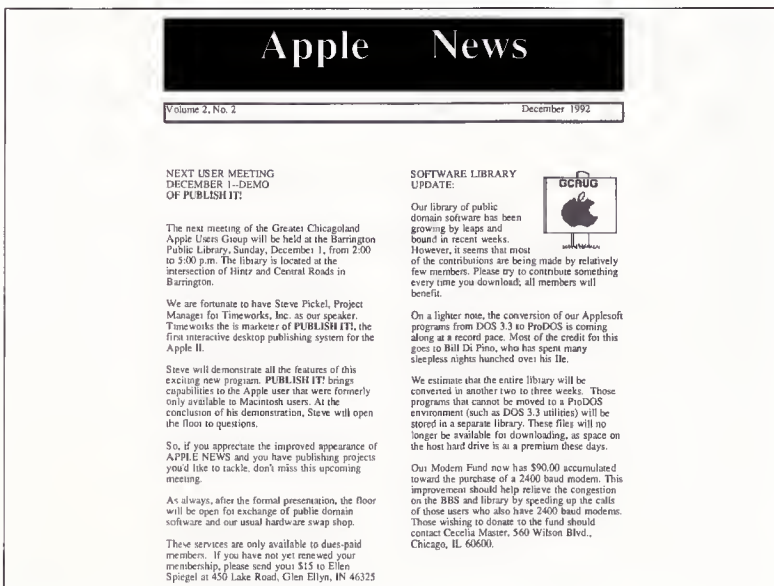 Apple News
Volume 2, No. 2 December 1992
NEXT USER MEETING
DECEMBER 1--DEMO
OF PUBLISH IT!
The next meeting of the Greater Chicagoland
Apple Users Group will be held at the Barrington
Public Library, Sunday, December 1, from 2:00
to 5:00 p.m. The library is located at the
intersection of Hintz and Central Roads in
Barrington.
We are fortunate to have Steve Pickel, Project
Manager for Timeworks, Inc. as our speaker.
Timeworks the is marketer of PUBLISH IT!, the
first interactive desktop publishing system for the
Apple II.
Steve will demonstrate all the features of this
exciting new program. PUBLISH IT! brings
capabilities to the Apple user that were formerly
only available to Macintosh users. At the
conclusion of his demonstration, Steve will open
the floor to questions.
So, if you appreciate the improved appearance of
APPLE NEWS and you have publishing projects
you'd like to tackle, don't miss this upcoming
meeting.
As always, after the formal presentation, the floor
will be open for exchange of public domain
software and our usual hardware swap shop.
These services are only available to dues-paid
members. If you have not yet renewed your
membership, please send your $15 to Ellen
Spiegel at 450 Lake Road, Glen Ellyn, IN 46325
SOFTWARE LIBRARY
UPDATE:
GCAUG
Our library of public
domain software has been
growing by leaps and
bound in recent weeks.
However, it seems that most
of the contributions are being made by relatively
few members. Please try to contribute something
every time you download; all members will
benefit.
On a lighter note, the conversion of our Applesoft
programs from DOS 3.3 to ProDOS is coming
along at a record pace. Most of the credit for this
goes to Bill Di Pino, who has spent many
sleepless nights hunched over his IIe.
We estimate that the entire library will be
converted in another two to three weeks. Those
programs that cannot be moved to a ProDOS
environment (such as DOS 3.3 utilities) will be
stored in a separate library. These files will no
longer be available for downloading, as space on
the host hard drive is at a premium these days.
Our Modem Fund now has $90.00 accumulated
toward the purchase of a 2400 baud modem. This
improvement should help relieve the congestion
on the BBS and library by speeding up the calls
of those users who also have 2400 baud modems.
Those wishing to donate to the fund should
contact Cecelia Master, 560 Wilson Blvd.,
Chicago, IL 60600.